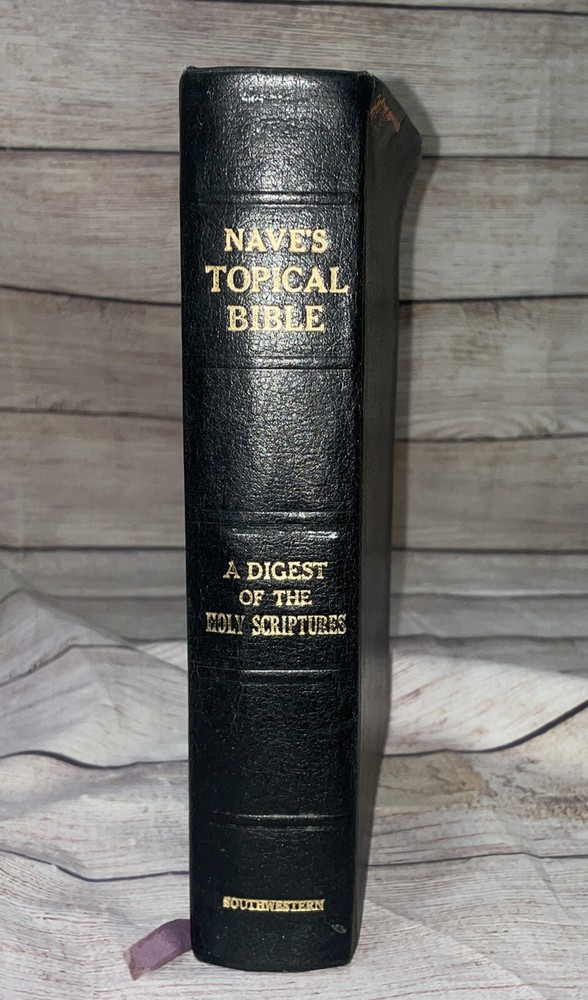 NAVE'S
TOPICAL
BIBLE
A DIGEST
OF THE
HOLY SCRIPTURES
SOUTHWESTERN